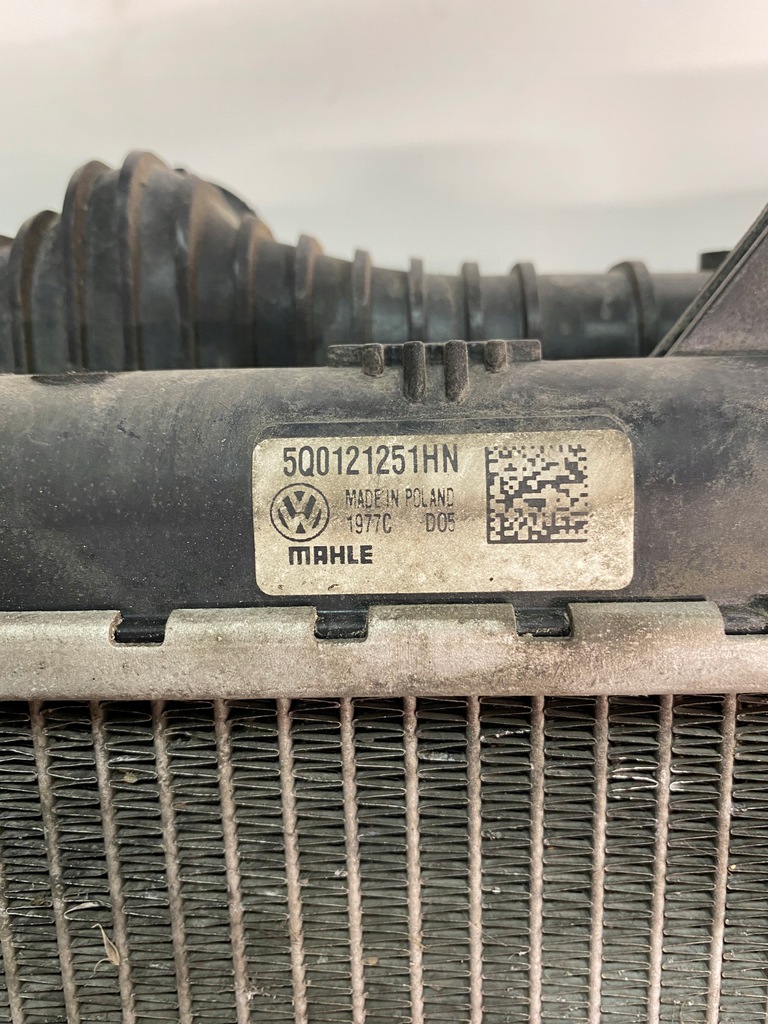 5Q0121251HN
MADE IN POLAND
1977C D05
MAHLE